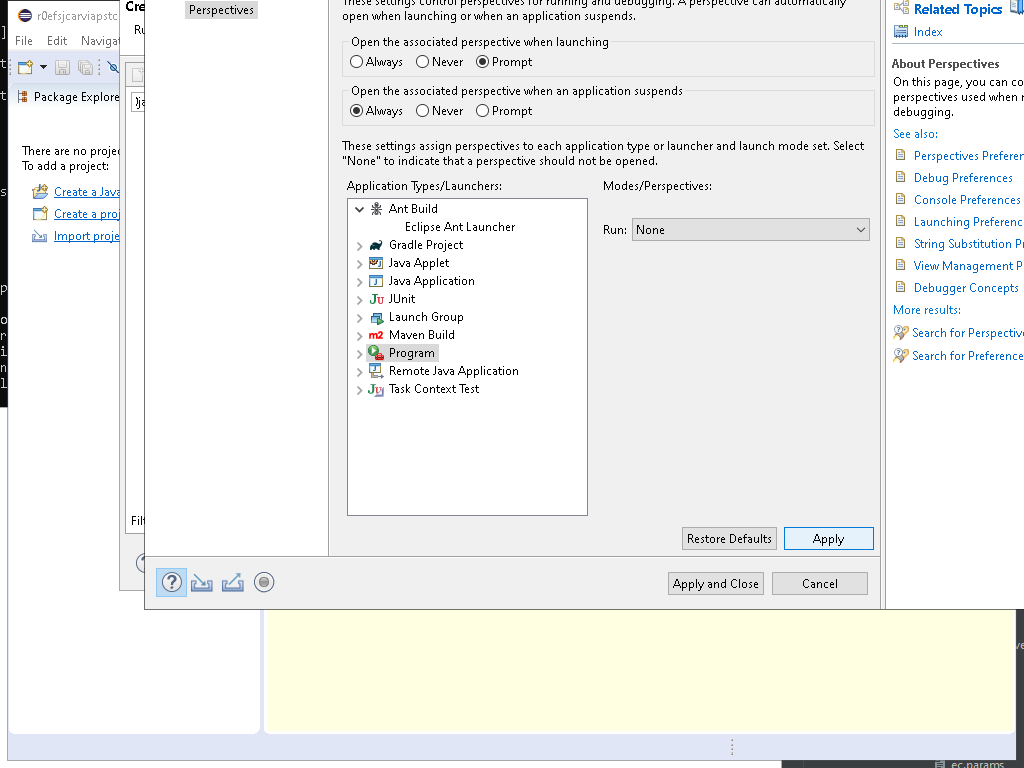 r0efsjcarviapstc
Cre
File Edit Naviga
Package Explore
There are no projec
To add a project:
Create a Java
Create a proj
Import proje
Perspectives
These settings control perspectives for running and debugging. A perspective can automatically
open when launching or when an application suspends.
Open the associated perspective when launching
Always Never Prompt
Open the associated perspective when an application suspends
Always Never Prompt
These settings assign perspectives to each application type or launcher and launch mode set. Select
"None" to indicate that a perspective should not be opened.
Application Types/Launchers:
Modes/Perspectives:
Ant Build
Eclipse Ant Launcher
Gradle Project
Java Applet
Java Application
JUnit
Launch Group
Maven Build
Program
Remote Java Application
Task Context Test
Run: None
Restore Defaults Apply
Apply and Close Cancel
Related Topics
Index
About Perspectives
On this page, you can co
perspectives used when r
debugging.
See also:
Perspectives Preferen
Debug Preferences
Console Preferences
Launching Preferenc
String Substitution P
View Management P
Debugger Concepts
More results:
Search for Perspective
Search for Preference
ec.params